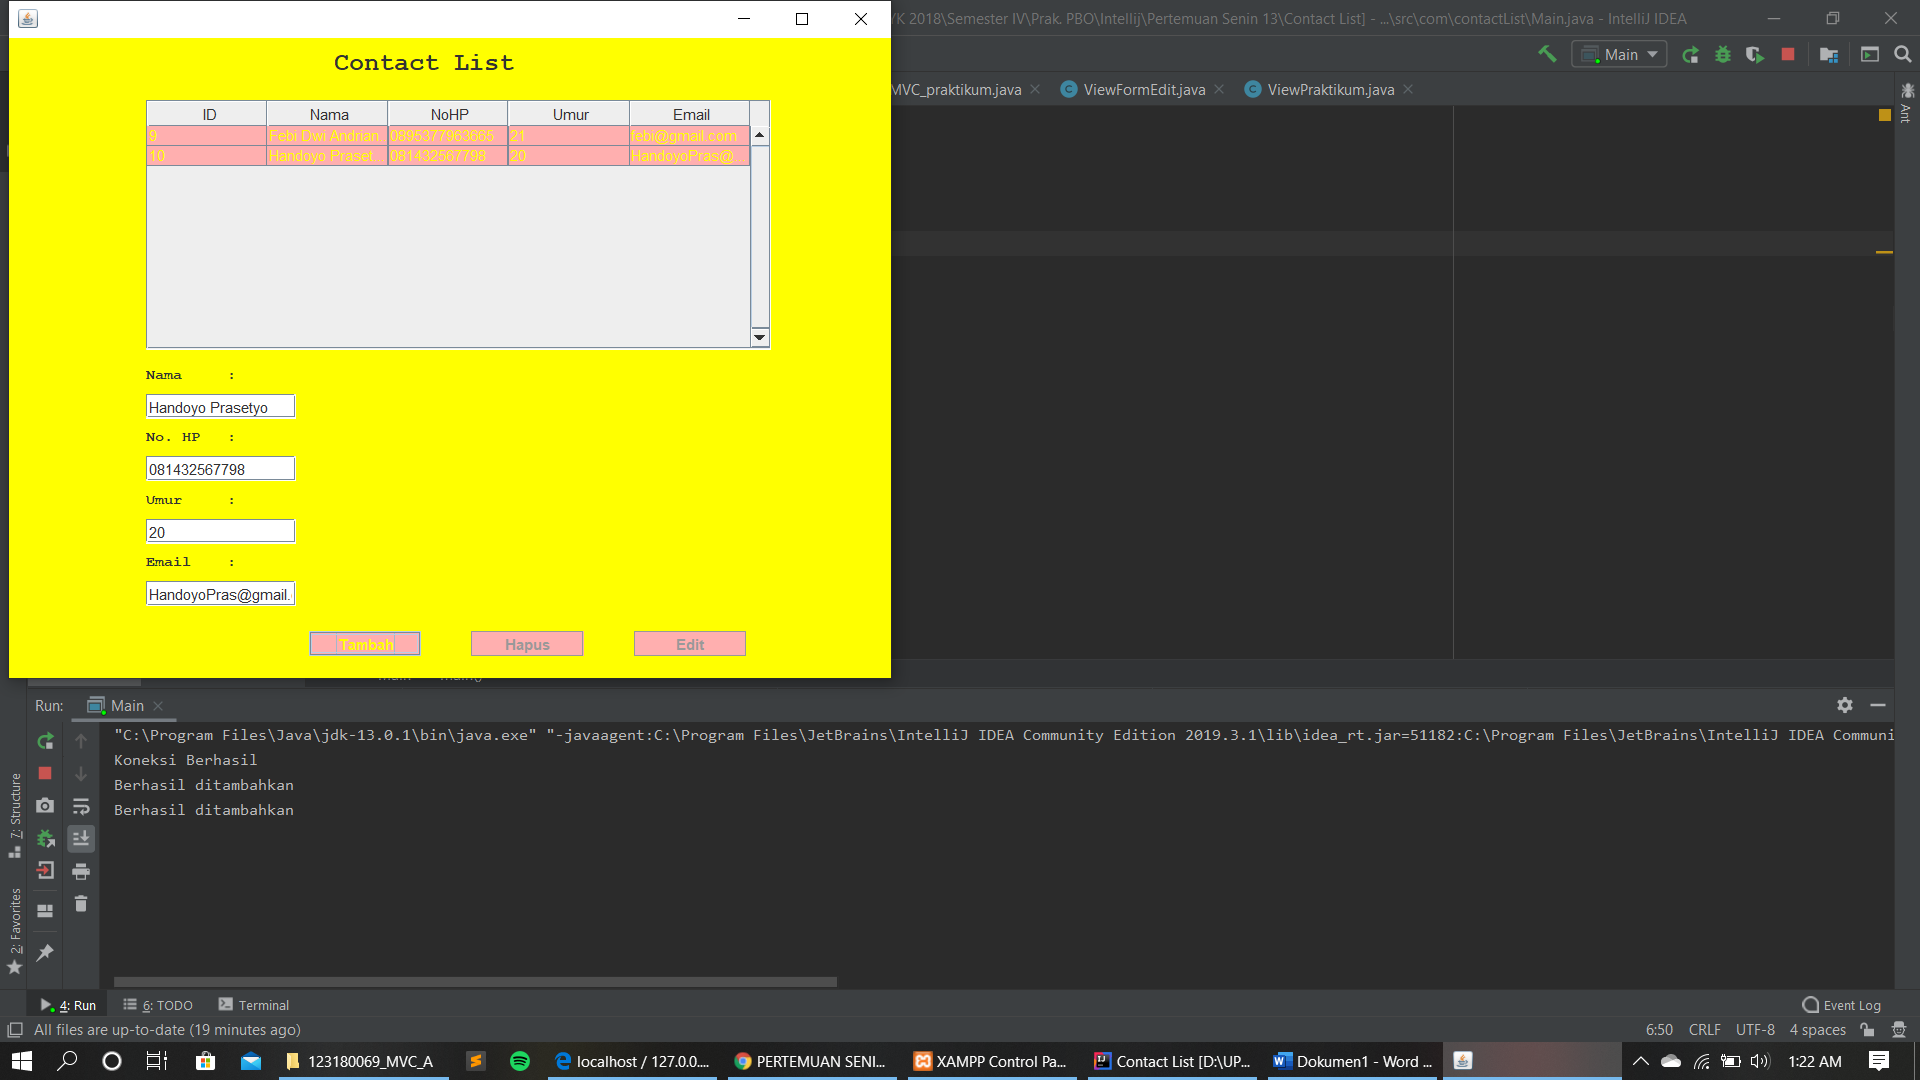 /K 2018\Semester IV\Prak. PBO\Intellij\Pertemuan Senin 13\Contact List] - ...\src\com\contactList\Main.java - IntelliJ IDEA
Main
MVC_praktikum.java
ViewFormEdit.java
ViewPraktikum.java
Ant
Contact List
ID Nama NoHP Umur Email
9 Febi Dwi Andrian... 0895377963665 21 febi@gmail.com
10 Handoyo Praset... 081432567798 20 HandoyoPras@...
Nama :
Handoyo Prasetyo
No. HP :
081432567798
Umur :
20
Email :
HandoyoPras@gmail.
Tambah Hapus Edit
Run: Main
"C:\Program Files\Java\jdk-13.0.1\bin\java.exe" "-javaagent:C:\Program Files\JetBrains\IntelliJ IDEA Community Edition 2019.3.1\lib\idea_rt.jar=51182:C:\Program Files\JetBrains\IntelliJ IDEA Communi
Koneksi Berhasil
Berhasil ditambahkan
Berhasil ditambahkan
7: Structure
2: Favorites
4: Run 6: TODO Terminal Event Log
All files are up-to-date (19 minutes ago) 6:50 CRLF UTF-8 4 spaces
123180069_MVC_A localhost / 127.0.0.... PERTEMUAN SENI... XAMPP Control Pa... Contact List [D:\UP... Dokumen1 - Word ... 1:22 AM